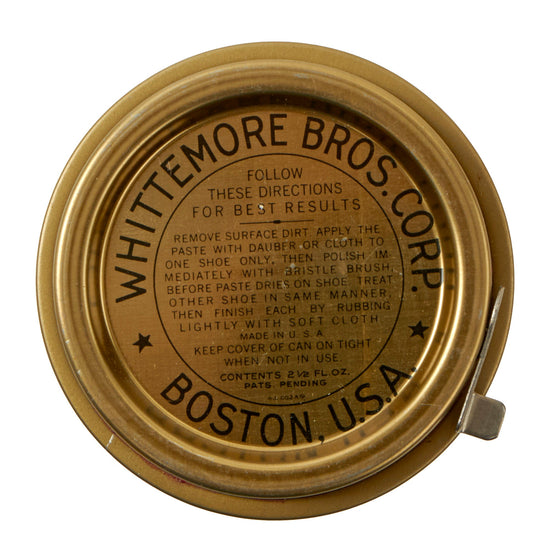 WHITTEMORE BROS. CORP.
FOLLOW
THESE DIRECTIONS
FOR BEST RESULTS
REMOVE SURFACE DIRT. APPLY THE
PASTE WITH DAUBER OR CLOTH TO
ONE SHOE ONLY, THEN POLISH IM
MEDIATELY WITH BRISTLE BRUSH,
BEFORE PASTE DRIES ON SHOE. TREAT
OTHER SHOE IN SAME MANNER,
THEN FINISH EACH BY RUBBING
LIGHTLY WITH SOFT CLOTH
MADE IN U.S.A
KEEP COVER OF CAN ON TIGHT
WHEN NOT IN USE.
CONTENTS 2½ FL.OZ.
PATS. PENDING
BOSTON, U.S.A.